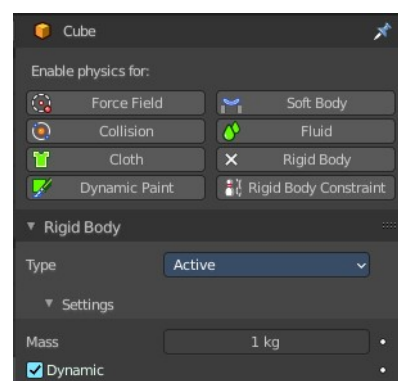 Cube
Enable physics for:
Force Field Soft Body
Collision Fluid
Cloth Rigid Body
Dynamic Paint Rigid Body Constraint
Rigid Body
Type Active
Settings
Mass 1 kg
Dynamic